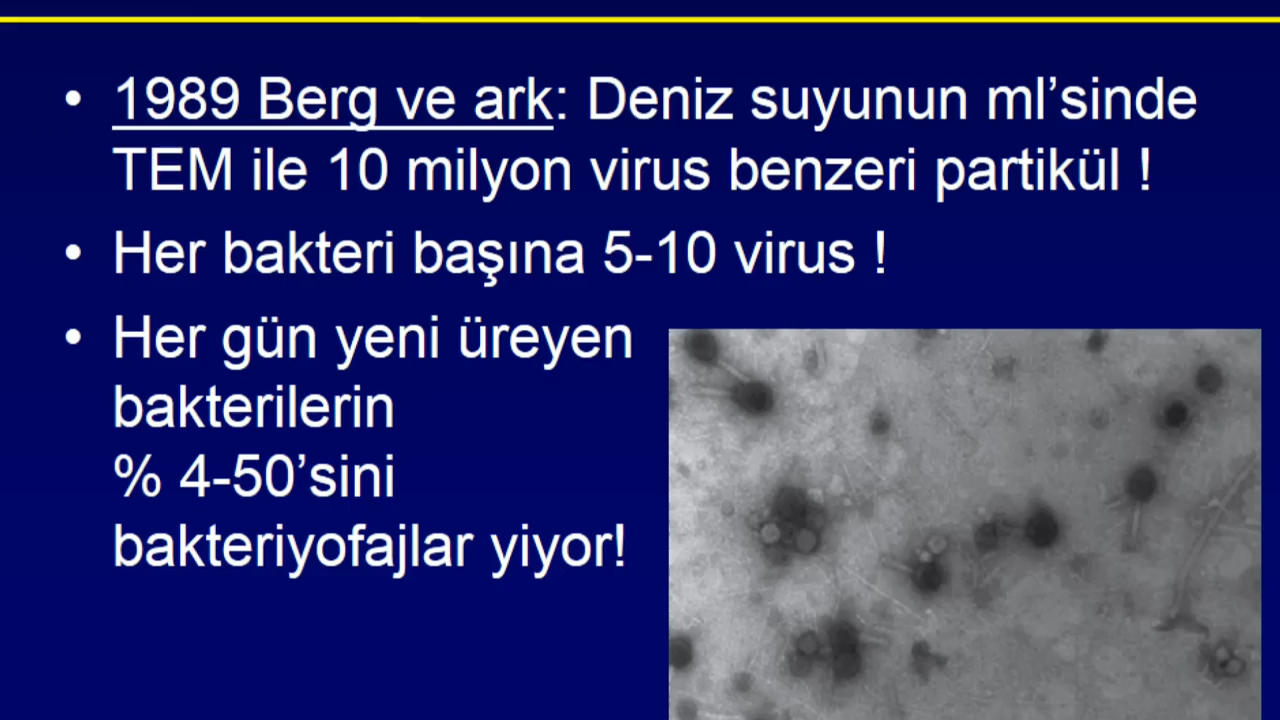 • 1989 Berg ve ark: Deniz suyunun ml’sinde
TEM ile 10 milyon virus benzeri partikül !
• Her bakteri başına 5-10 virus !
• Her gün yeni üreyen
bakterilerin
% 4-50’sini
bakteriyofajlar yiyor!